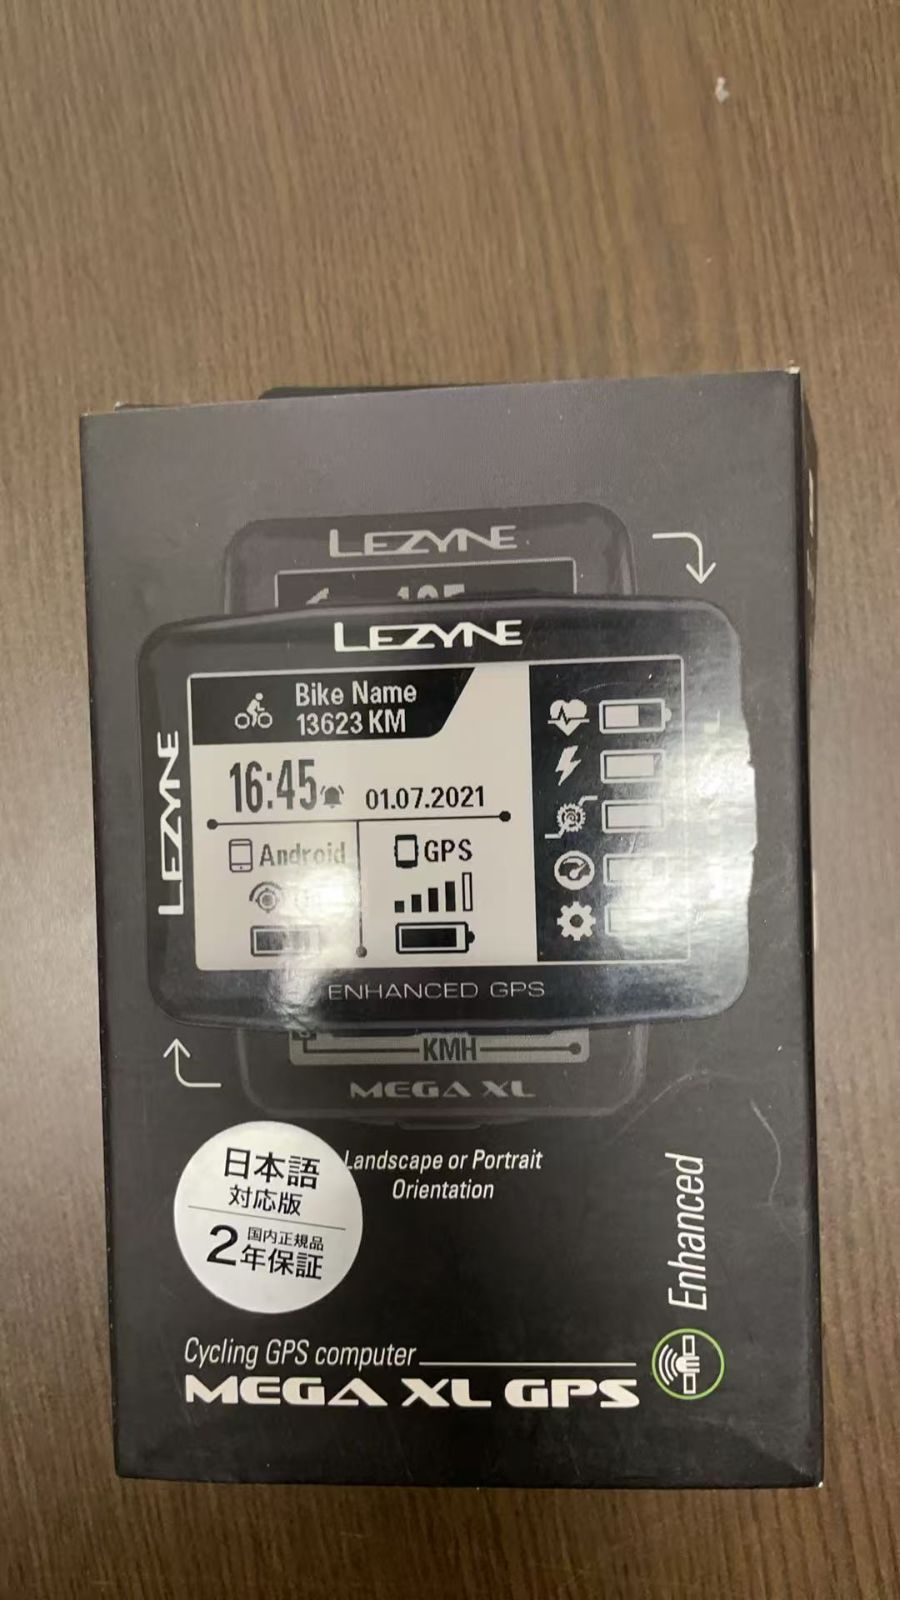 LEZYNE
LEZYNE
LEZYNE
Bike Name
13623 KM
16:45
01.07.2021
Android
GPS
ENHANCED GPS
KMH
MEGA XL
Landscape or Portrait
Orientation
日本語
対応版
国内正規品
2年保証
Enhanced
Cycling GPS computer
MEGA XL GPS